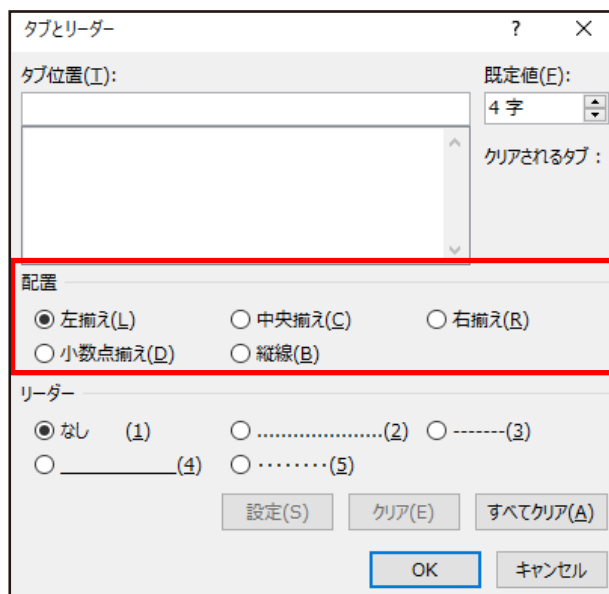 タブとリーダー ? ×
タブ位置(T): 既定値(F):
4 字
クリアされるタブ：
配置
左揃え(L) 中央揃え(C) 右揃え(R)
小数点揃え(D) 縦線(B)
リーダー
なし (1) .....................(2) -------(3)
____________(4) ········(5)
設定(S) クリア(E) すべてクリア(A)
OK キャンセル